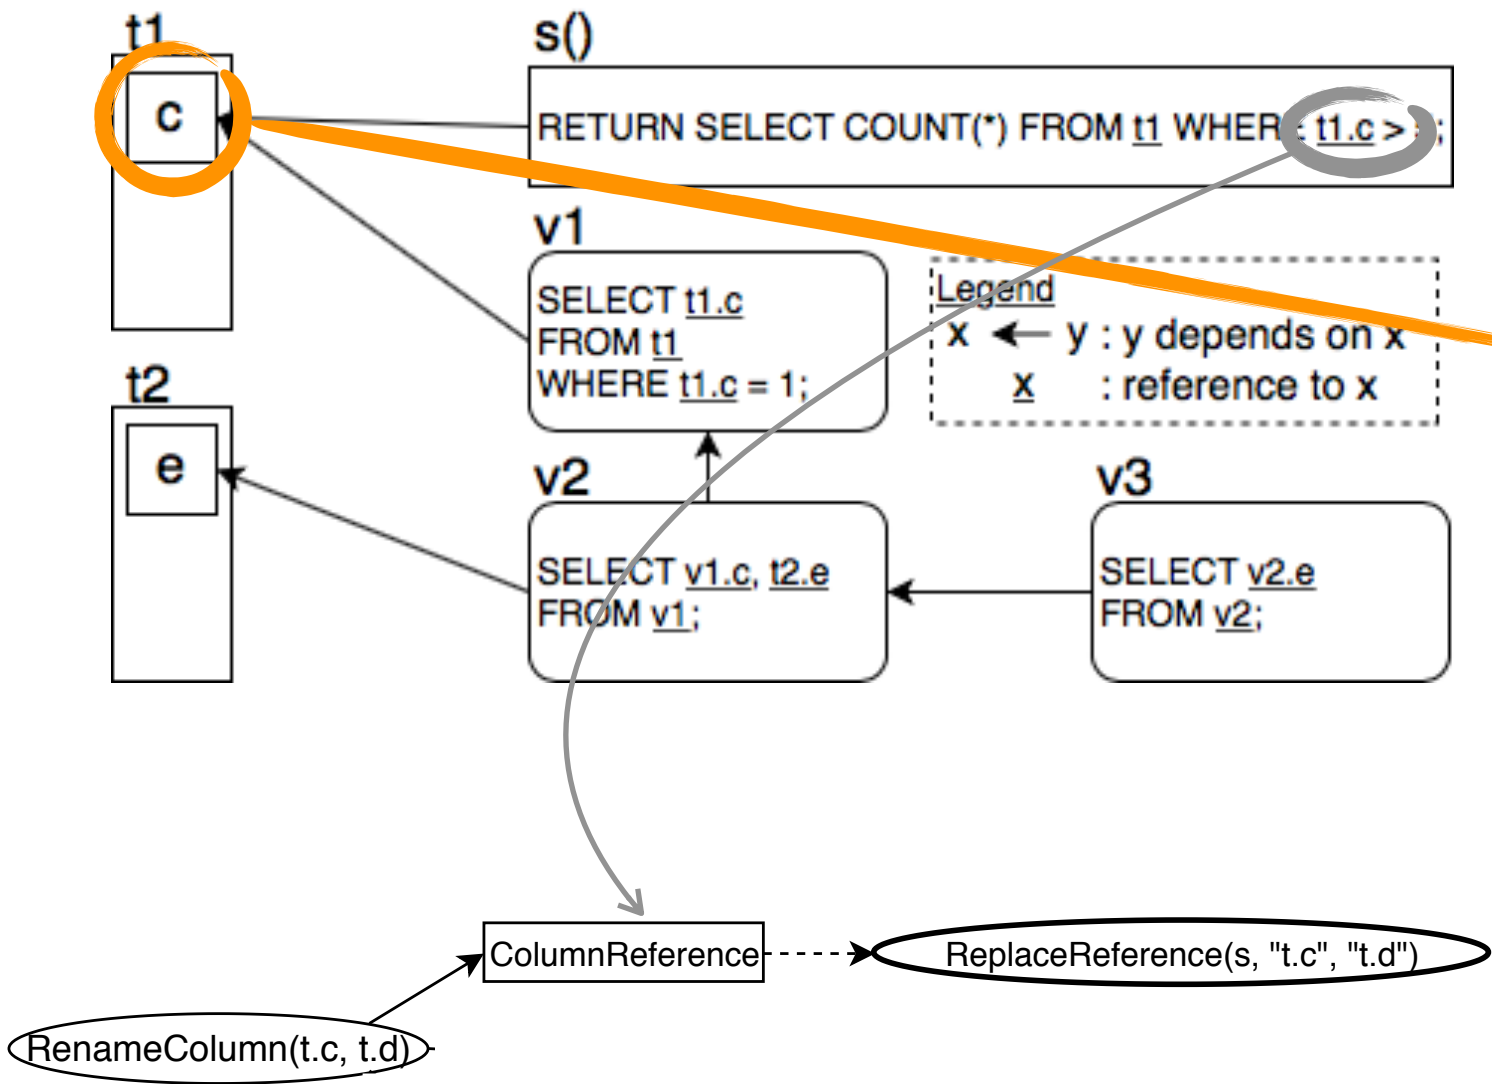 t1
c
s()
RETURN SELECT COUNT(*) FROM t1 WHERE t1.c > ;
v1
SELECT t1.c
FROM t1
WHERE t1.c = 1;
Legend
x ← y : y depends on x
x : reference to x
t2
e
v2
SELECT v1.c, t2.e
FROM v1;
v3
SELECT v2.e
FROM v2;
ColumnReference
ReplaceReference(s, "t.c", "t.d")
RenameColumn(t.c, t.d)